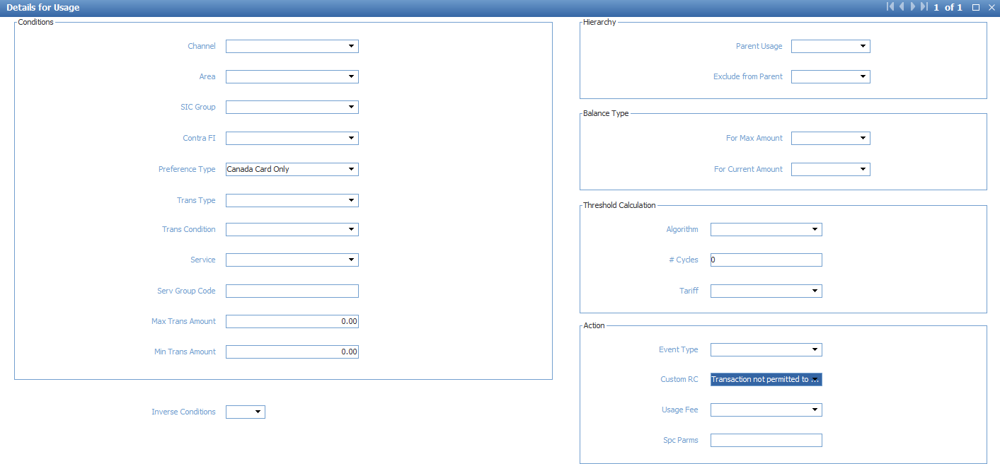 Details for Usage
1 of 1
Conditions
Channel
Area
SIC Group
Contra FI
Preference Type Canada Card Only
Trans Type
Trans Condition
Service
Serv Group Code
Max Trans Amount 0.00
Min Trans Amount 0.00
Inverse Conditions
Hierarchy
Parent Usage
Exclude from Parent
Balance Type
For Max Amount
For Current Amount
Threshold Calculation
Algorithm
# Cycles 0
Tariff
Action
Event Type
Custom RC Transaction not permitted to ...
Usage Fee
Spc Parms